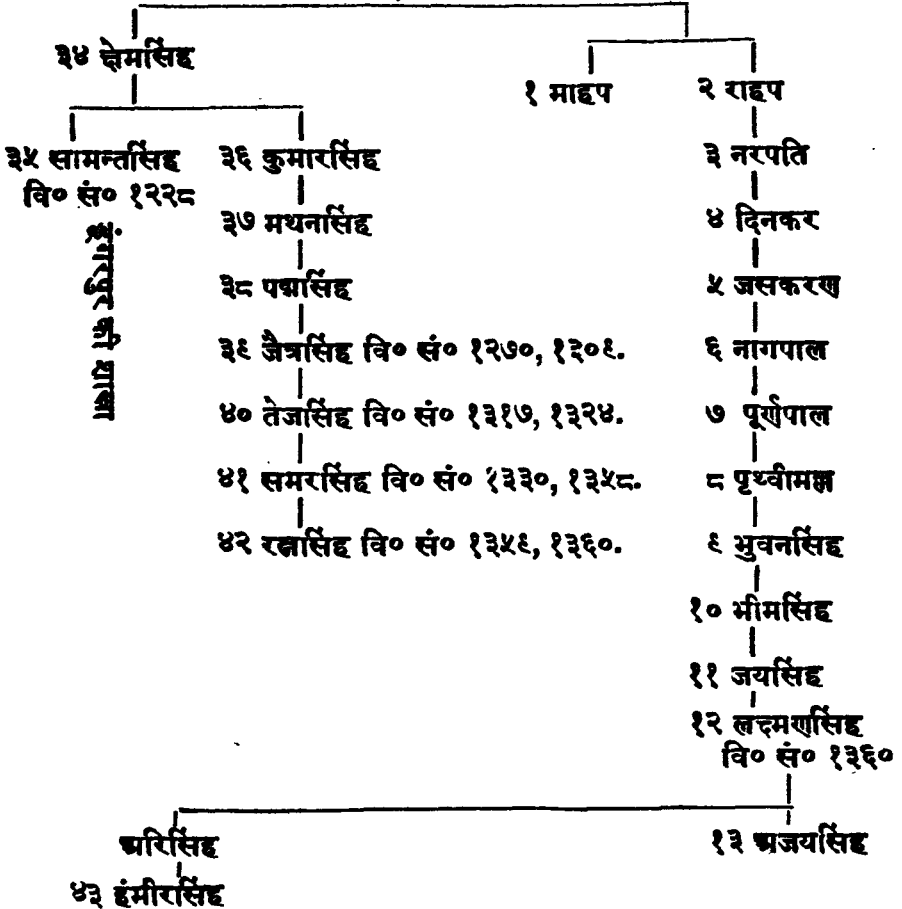 ३४ क्षेमसिंह
१ माहप
२ राहप
३५ सामन्तसिंह
वि० सं० १२२८
डूंगरपुर की शाखा
३६ कुमारसिंह
३७ मथनसिंह
३८ पद्मसिंह
३९ जैत्रसिंह वि० सं० १२७०, १३०९.
४० तेजसिंह वि० सं० १३१७, १३२४.
४१ समरसिंह वि० सं० १३३०, १३५८.
४२ रत्नसिंह वि० सं० १३५९, १३६०.
३ नरपति
४ दिनकर
५ जसकरण
६ नागपाल
७ पूर्णपाल
८ पृथ्वीमल्ल
९ भुवनसिंह
१० भीमसिंह
११ जयसिंह
१२ लक्ष्मणसिंह
वि० सं० १३६०
अरिसिंह
४३ हंमीरसिंह
१३ अजयसिंह